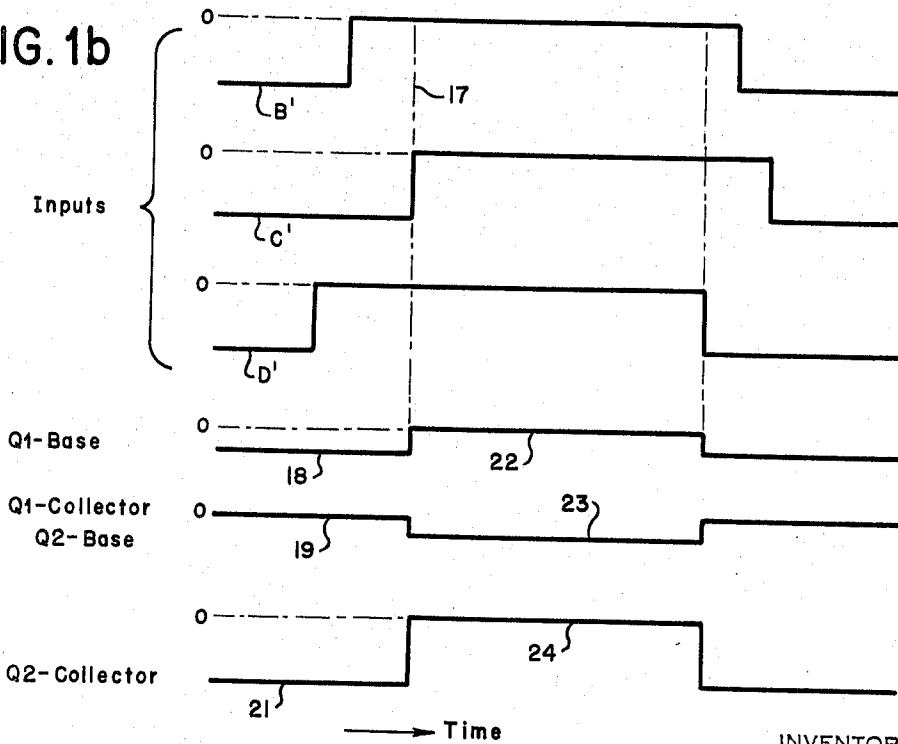 IG. 1b
0
B'
17
0
Inputs
C'
0
D'
0
Q1-Base
18
22
Q1-Collector
0
23
Q2-Base
19
0
Q2-Collector
24
21
Time
INVENTOR